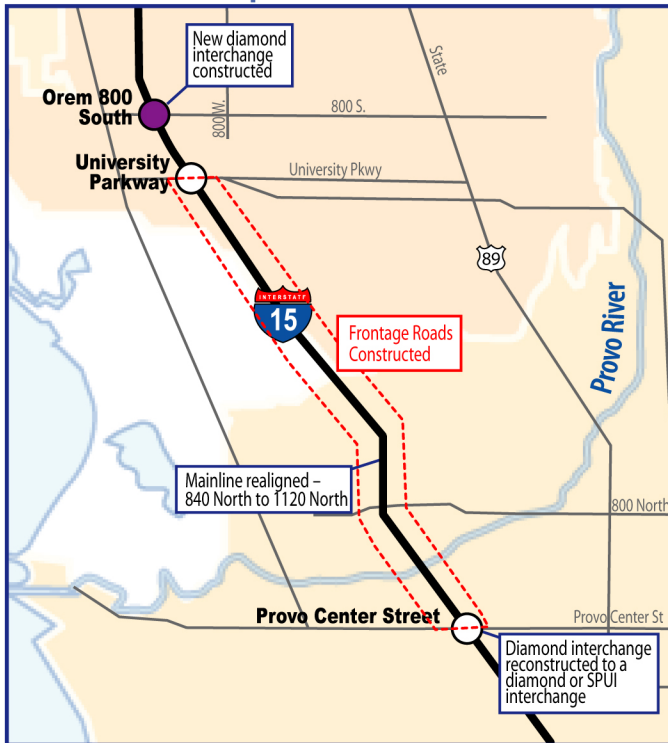 New diamond
interchange
constructed
State
Orem 800
South
800 W.
800 S.
University
Parkway
University Pkwy
89
INTERSTATE
15
Provo River
Frontage Roads
Constructed
Mainline realigned –
840 North to 1120 North
800 North
Provo Center Street
Provo Center St
Diamond interchange
reconstructed to a
diamond or SPUI
interchange